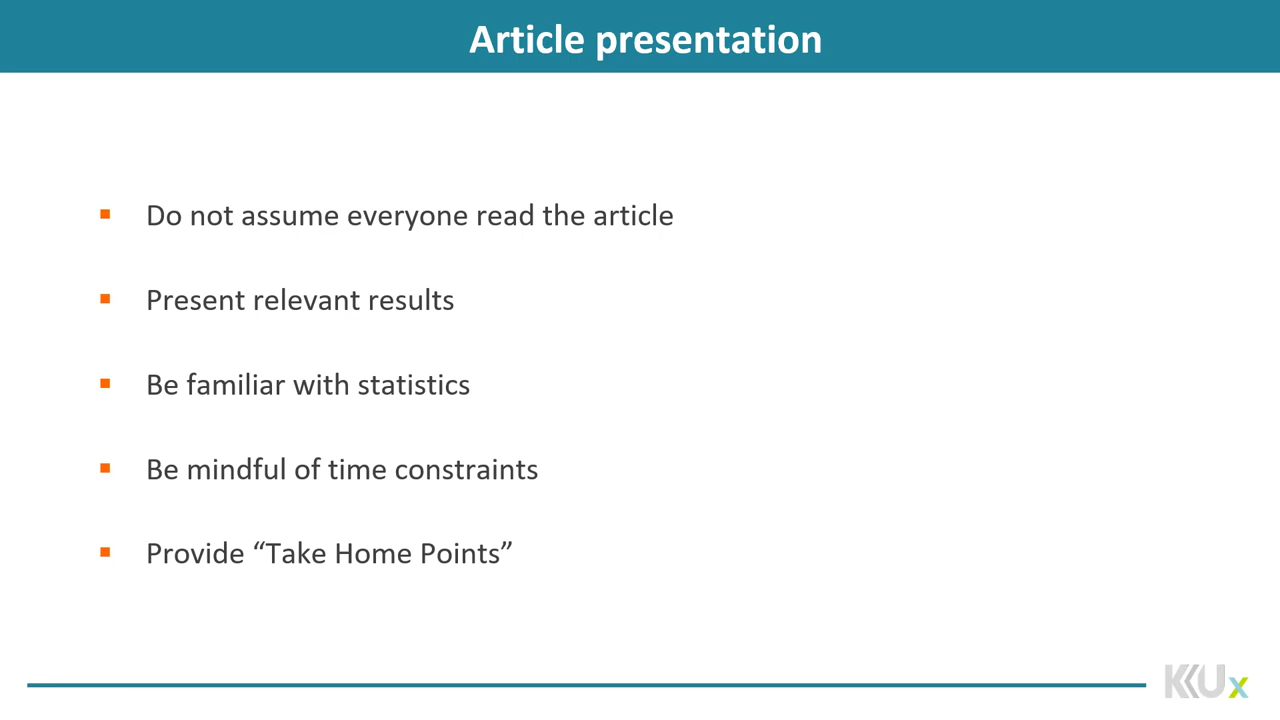 Article presentation
Do not assume everyone read the article
Present relevant results
Be familiar with statistics
Be mindful of time constraints
Provide “Take Home Points”
KKUx